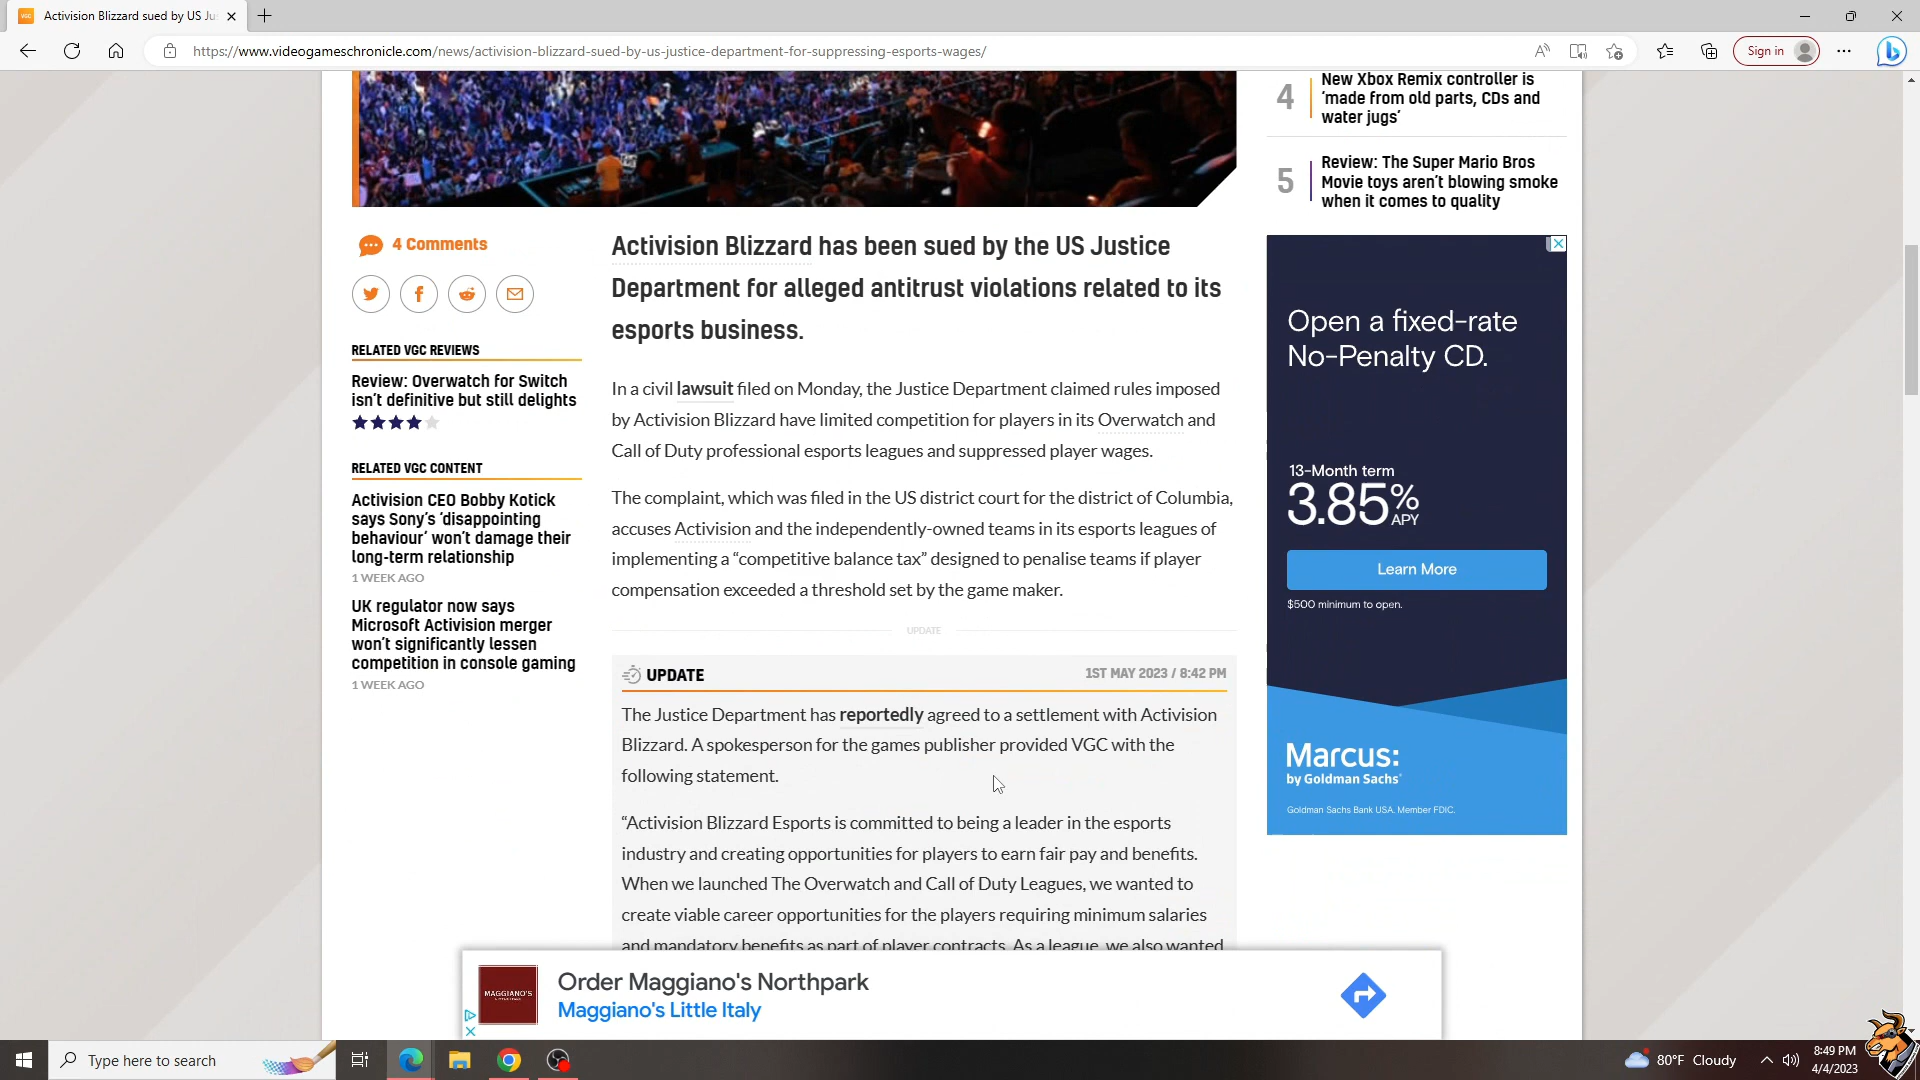 Activision Blizzard sued by US Ju
https://www.videogameschronicle.com/news/activision-blizzard-sued-by-us-justice-department-for-suppressing-esports-wages/
Sign in
4 Comments
RELATED VGC REVIEWS
Review: Overwatch for Switch
isn't definitive but still delights
RELATED VGC CONTENT
Activision CEO Bobby Kotick
says Sony's 'disappointing
behaviour' won't damage their
long-term relationship
1 WEEK AGO
UK regulator now says
Microsoft Activision merger
won't significantly lessen
competition in console gaming
1 WEEK AGO
Activision Blizzard has been sued by the US Justice
Department for alleged antitrust violations related to its
esports business.
In a civil lawsuit filed on Monday, the Justice Department claimed rules imposed
by Activision Blizzard have limited competition for players in its Overwatch and
Call of Duty professional esports leagues and suppressed player wages.
The complaint, which was filed in the US district court for the district of Columbia,
accuses Activision and the independently-owned teams in its esports leagues of
implementing a “competitive balance tax” designed to penalise teams if player
compensation exceeded a threshold set by the game maker.
UPDATE
UPDATE
1ST MAY 2023 / 8:42 PM
The Justice Department has reportedly agreed to a settlement with Activision
Blizzard. A spokesperson for the games publisher provided VGC with the
following statement.
“Activision Blizzard Esports is committed to being a leader in the esports
industry and creating opportunities for players to earn fair pay and benefits.
When we launched The Overwatch and Call of Duty Leagues, we wanted to
create viable career opportunities for the players requiring minimum salaries
and mandatory benefits as part of player contracts. As a league, we also wanted
4
New Xbox Remix controller is
‘made from old parts, CDs and
water jugs’
5
Review: The Super Mario Bros
Movie toys aren’t blowing smoke
when it comes to quality
Open a fixed-rate
No-Penalty CD.
13-Month term
3.85% APY
Learn More
$500 minimum to open.
Marcus:
by Goldman Sachs®
Goldman Sachs Bank USA. Member FDIC.
MAGGIANO'S
Order Maggiano's Northpark
Maggiano's Little Italy
Type here to search
80°F Cloudy
8:49 PM
4/4/2023